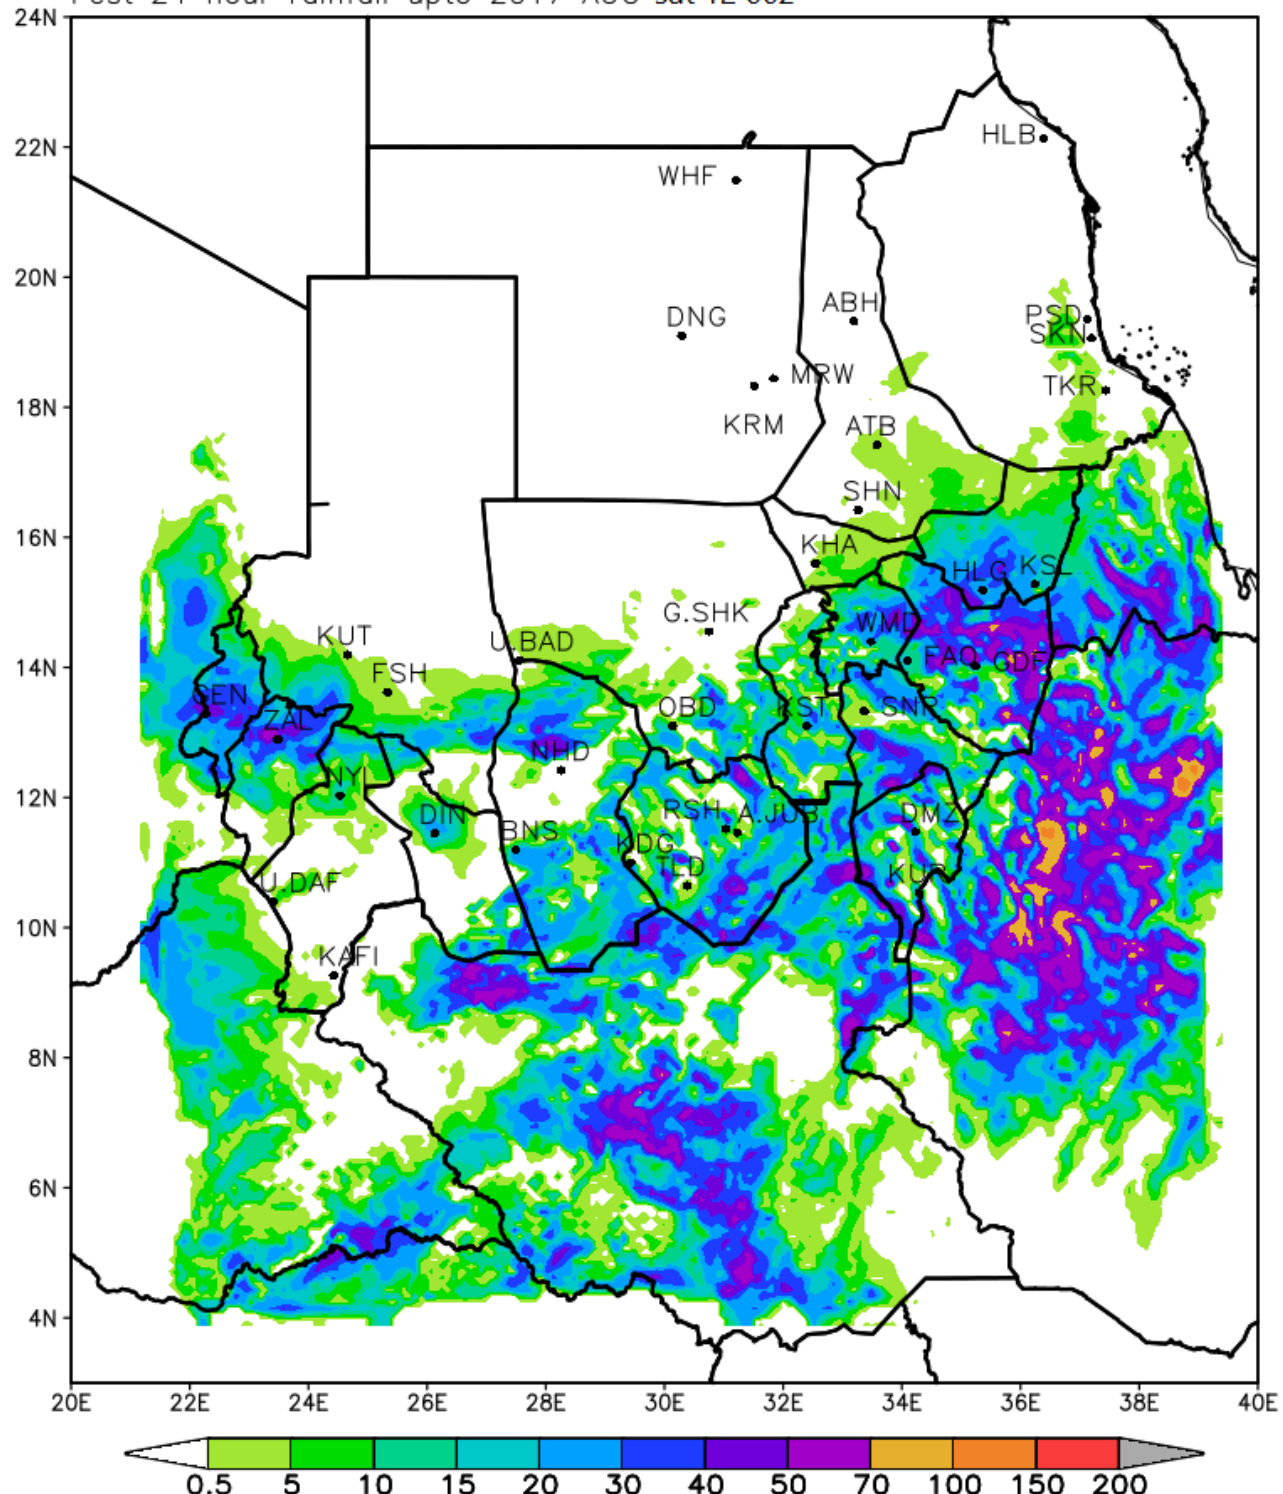 24N
22N
20N
18N
16N
14N
12N
10N
8N
6N
4N
HLB
WHF
ABH
DNG
PSD
SKN
MRW
TKR
KRM
ATB
SHN
KHA
HLG
KSL
G.SHK
WMD
KUT
U.BAD
FSH
FAO
GDF
GEN
ZAL
OBD
KST
SNR
NHD
NYL
DIN
RSH
A.JUB
DMZ
BNS
KDG
TLD
KUR
U.DAF
KAFI
20E 22E 24E 26E 28E 30E 32E 34E 36E 38E 40E
0.5 5 10 15 20 30 40 50 70 100 150 200